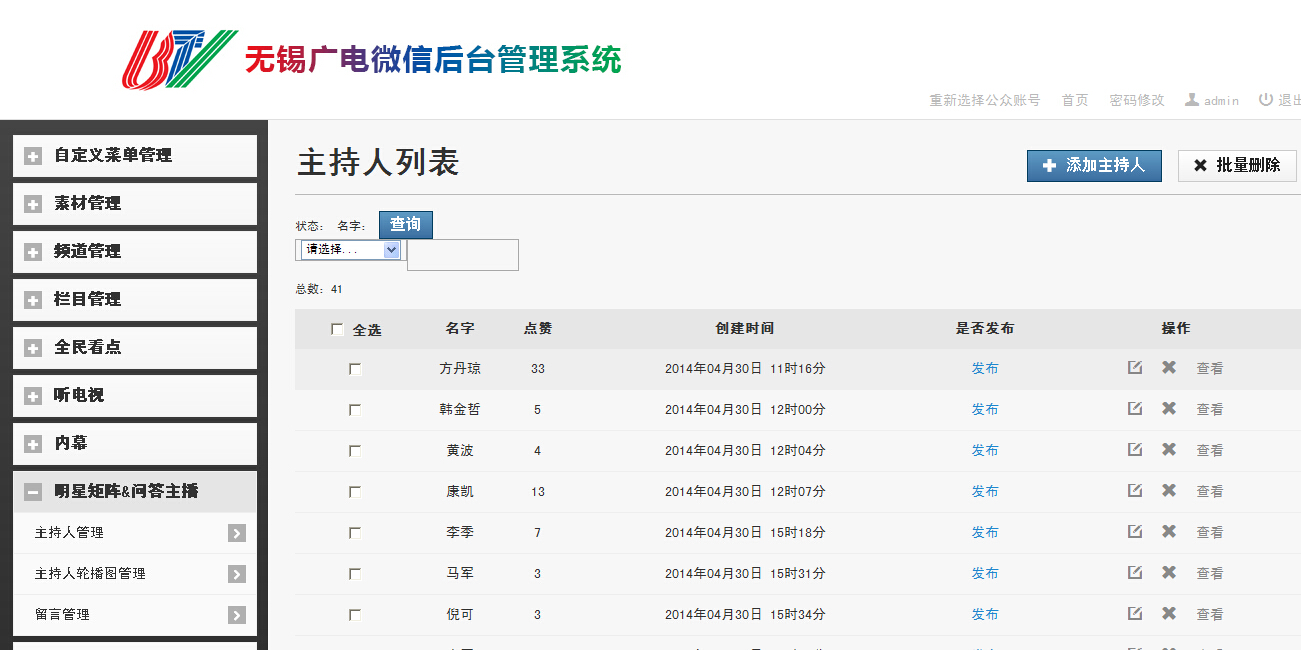 无锡广电微信后台管理系统
重新选择公众账号 首页 密码修改 admin 退出
自定义菜单管理
素材管理
频道管理
栏目管理
全民看点
听电视
内幕
明星矩阵&问答主播
主持人管理
主持人轮播图管理
留言管理
主持人列表
添加主持人 批量删除
状态: 名字: 查询
请选择...
总数: 41
全选 名字 点赞 创建时间 是否发布 操作
方丹琼 33 2014年04月30日 11时16分 发布 查看
韩金哲 5 2014年04月30日 12时00分 发布 查看
黄波 4 2014年04月30日 12时04分 发布 查看
康凯 13 2014年04月30日 12时07分 发布 查看
李季 7 2014年04月30日 15时18分 发布 查看
马军 3 2014年04月30日 15时31分 发布 查看
倪可 3 2014年04月30日 15时34分 发布 查看